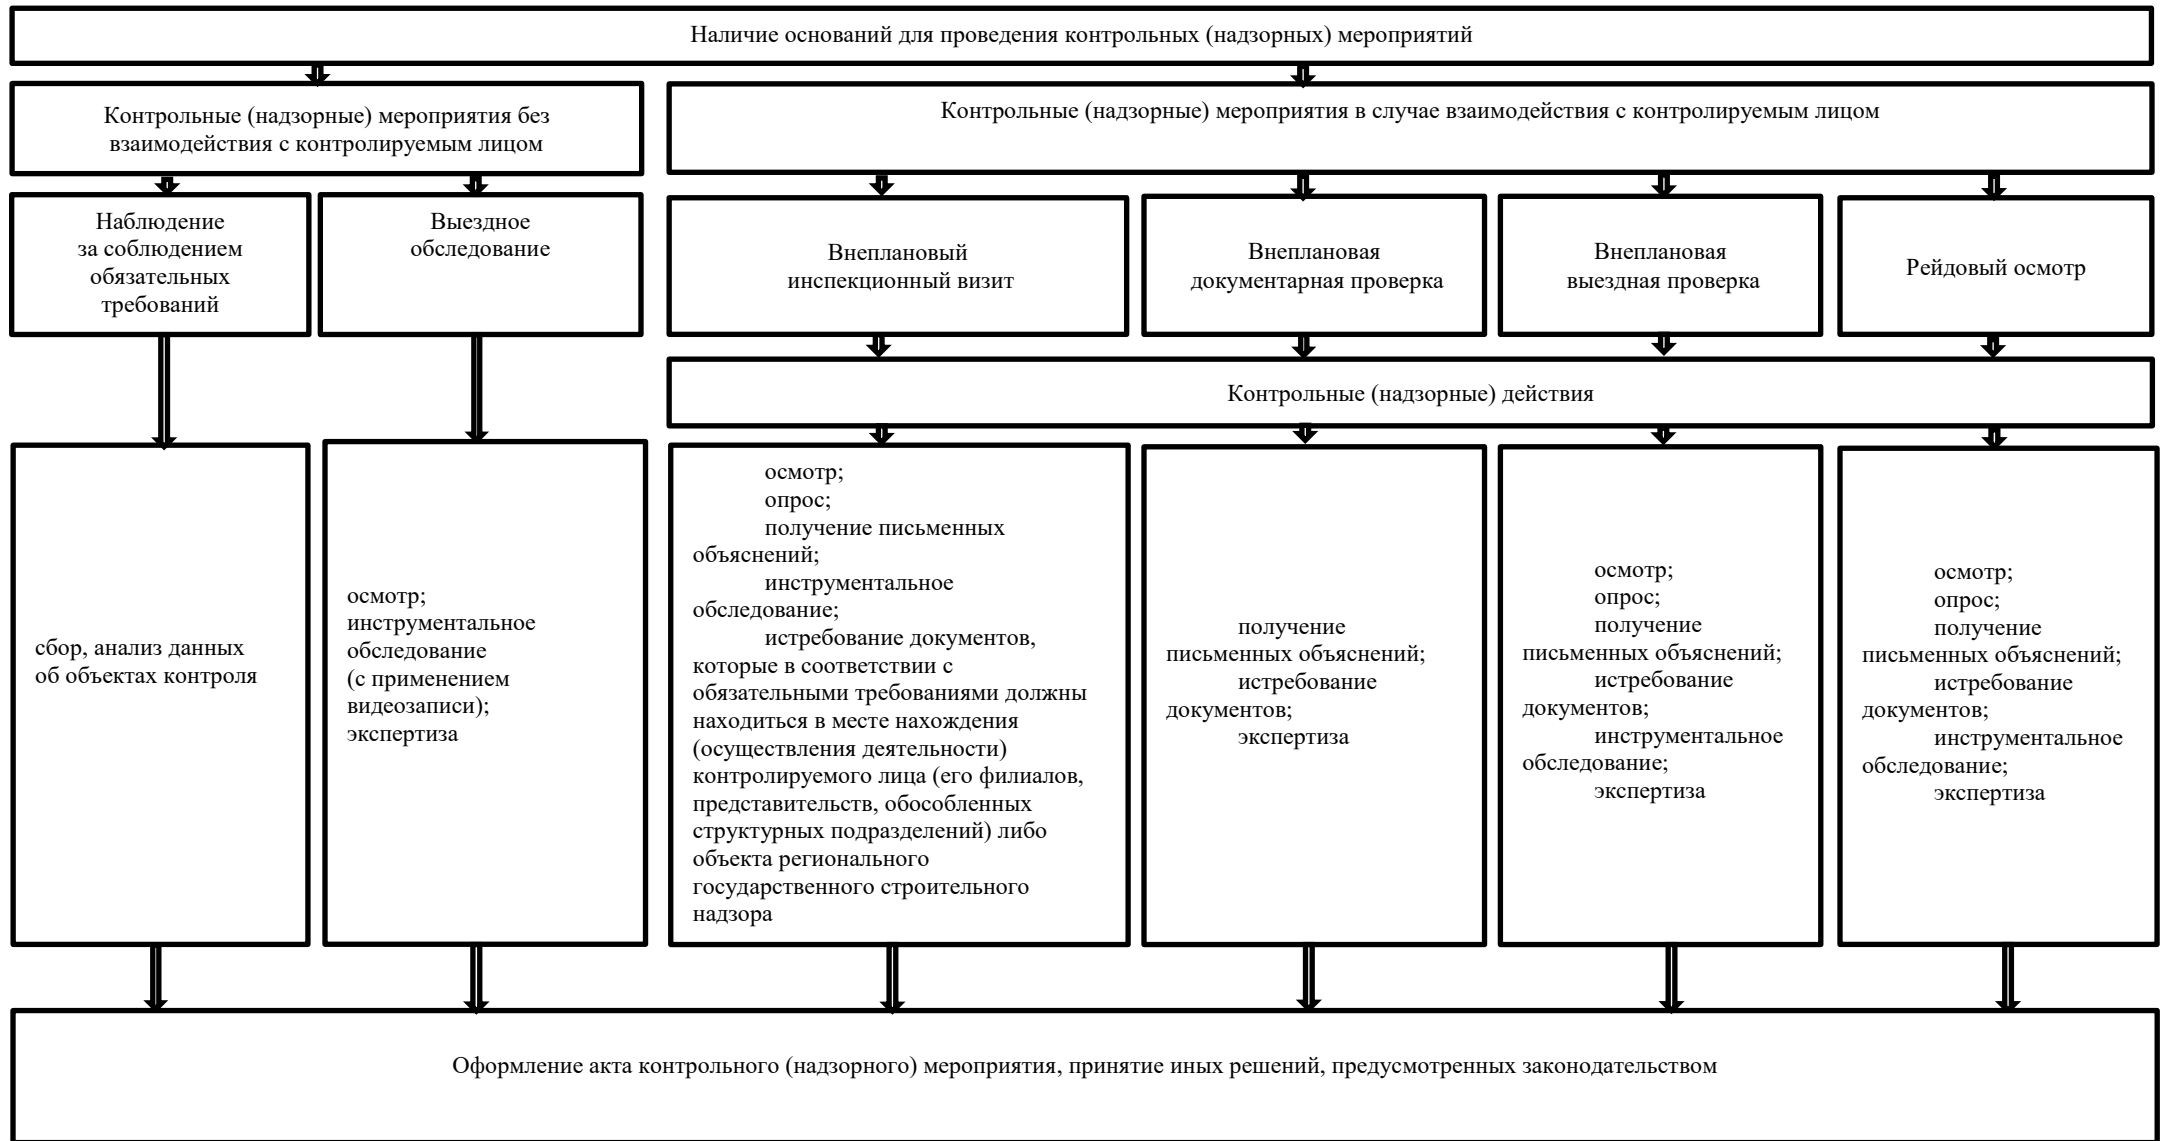 Наличие оснований для проведения контрольных (надзорных) мероприятий
Контрольные (надзорные) мероприятия без
взаимодействия с контролируемым лицом
Контрольные (надзорные) мероприятия в случае взаимодействия с контролируемым лицом
Наблюдение
за соблюдением
обязательных
требований
Выездное
обследование
Внеплановый
инспекционный визит
Внеплановая
документарная проверка
Внеплановая
выездная проверка
Рейдовый осмотр
Контрольные (надзорные) действия
сбор, анализ данных
об объектах контроля
осмотр;
инструментальное
обследование
(с применением
видеозаписи);
экспертиза
осмотр;
опрос;
получение письменных
объяснений;
инструментальное
обследование;
истребование документов,
которые в соответствии с
обязательными требованиями должны
находиться в месте нахождения
(осуществления деятельности)
контролируемого лица (его филиалов,
представительств, обособленных
структурных подразделений) либо
объекта регионального
государственного строительного
надзора
получение
письменных объяснений;
истребование
документов;
экспертиза
осмотр;
опрос;
получение
письменных объяснений;
истребование
документов;
инструментальное
обследование;
экспертиза
осмотр;
опрос;
получение
письменных объяснений;
истребование
документов;
инструментальное
обследование;
экспертиза
Оформление акта контрольного (надзорного) мероприятия, принятие иных решений, предусмотренных законодательством